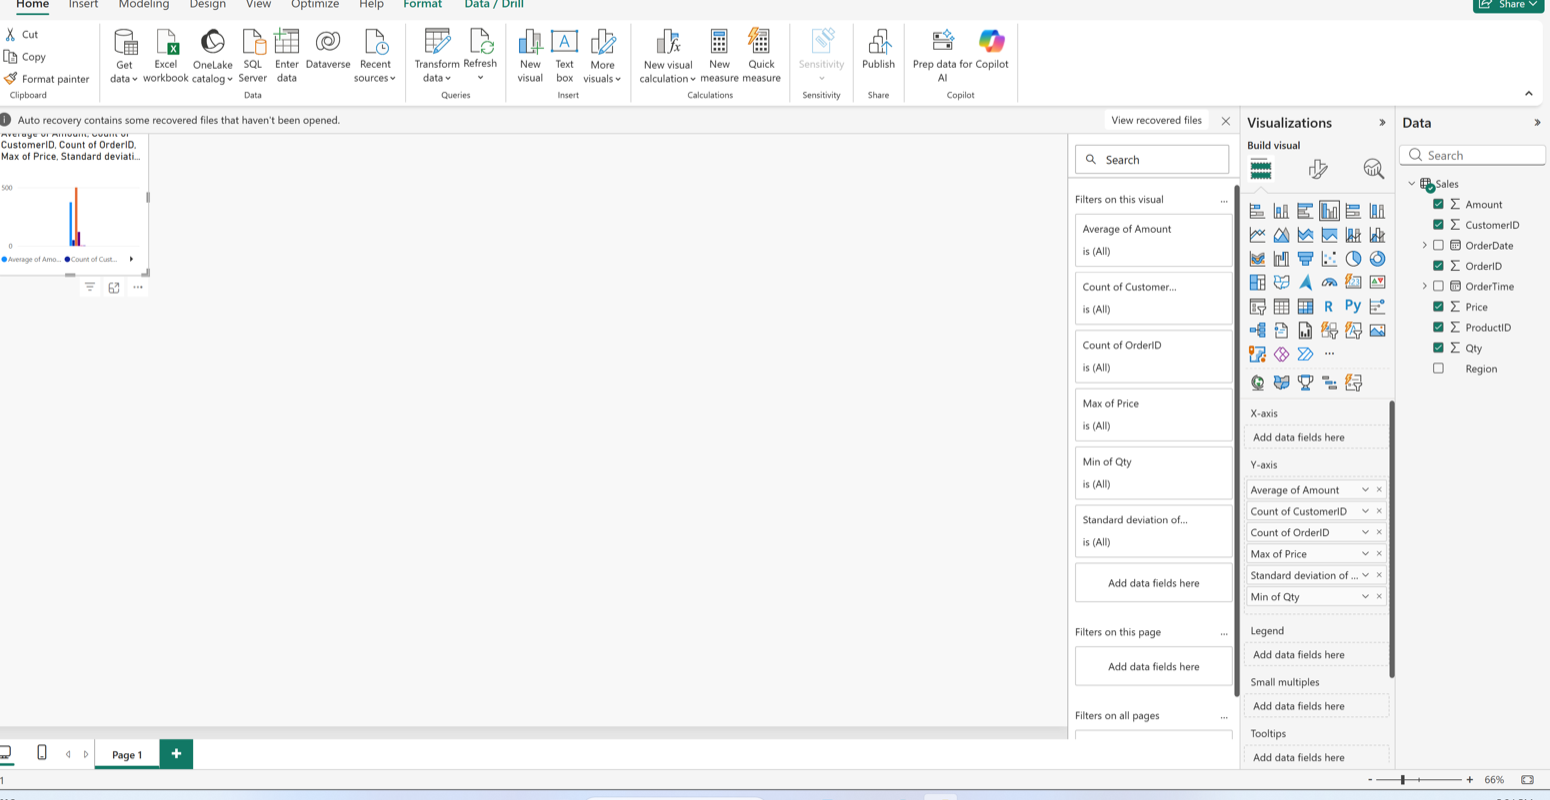 Home Insert Modeling Design View Optimize Help Format Data / Drill Share
Cut
Copy
Format painter
Clipboard
Get data
Excel workbook
OneLake catalog
SQL Server
Enter data
Dataverse
Recent sources
Data
Transform data
Refresh
Queries
New visual
Text box
More visuals
Insert
New visual calculation
New measure
Quick measure
Calculations
Sensitivity
Sensitivity
Publish
Share
Prep data for AI
Copilot
Copilot
Auto recovery contains some recovered files that haven't been opened.
View recovered files
Average of Amount, Count of
CustomerID, Count of OrderID,
Max of Price, Standard deviati...
500
0
Average of Amo... Count of Cust...
Search
Filters on this visual ...
Average of Amount
is (All)
Count of Customer...
is (All)
Count of OrderID
is (All)
Max of Price
is (All)
Min of Qty
is (All)
Standard deviation of...
is (All)
Add data fields here
Filters on this page ...
Add data fields here
Filters on all pages ...
Visualizations
Build visual
R Py
...
X-axis
Add data fields here
Y-axis
Average of Amount
Count of CustomerID
Count of OrderID
Max of Price
Standard deviation of ...
Min of Qty
Legend
Add data fields here
Small multiples
Add data fields here
Tooltips
Add data fields here
Data
Search
Sales
Amount
CustomerID
OrderDate
OrderID
OrderTime
Price
ProductID
Qty
Region
Page 1 +
1
- + 66%